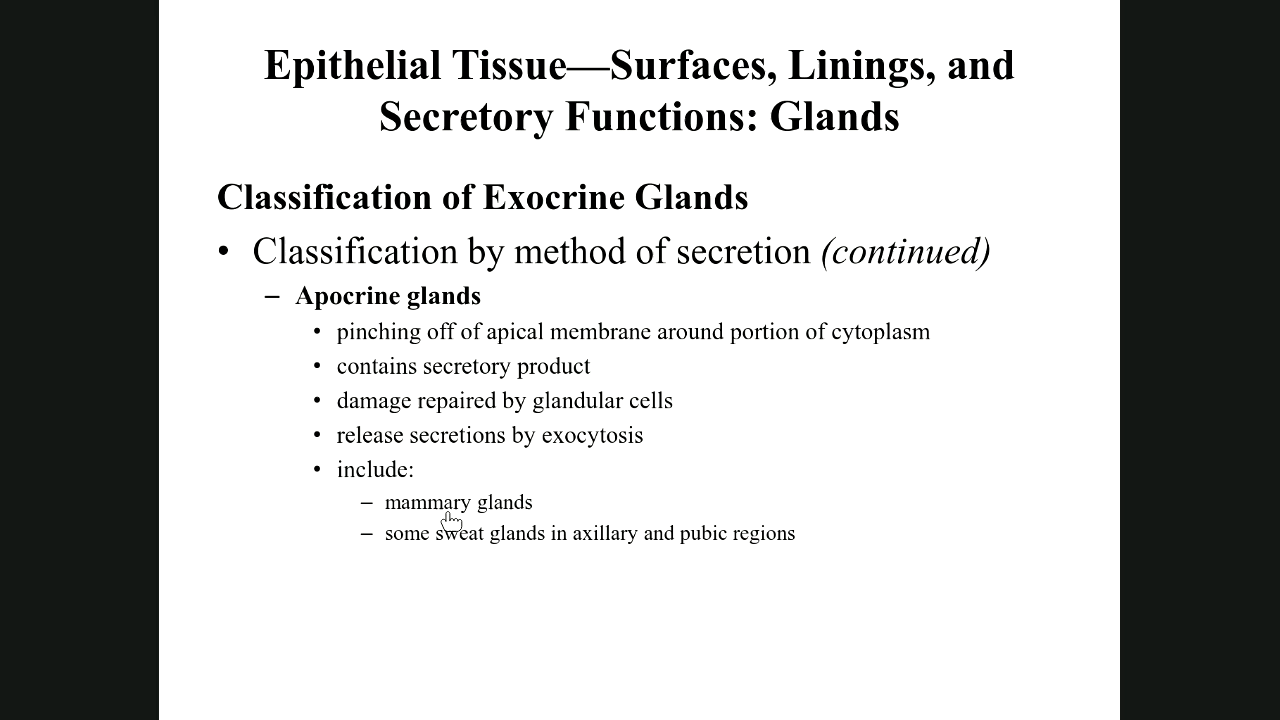 Epithelial Tissue—Surfaces, Linings, and
Secretory Functions: Glands
Classification of Exocrine Glands
• Classification by method of secretion (continued)
– Apocrine glands
• pinching off of apical membrane around portion of cytoplasm
• contains secretory product
• damage repaired by glandular cells
• release secretions by exocytosis
• include:
– mammary glands
– some sweat glands in axillary and pubic regions